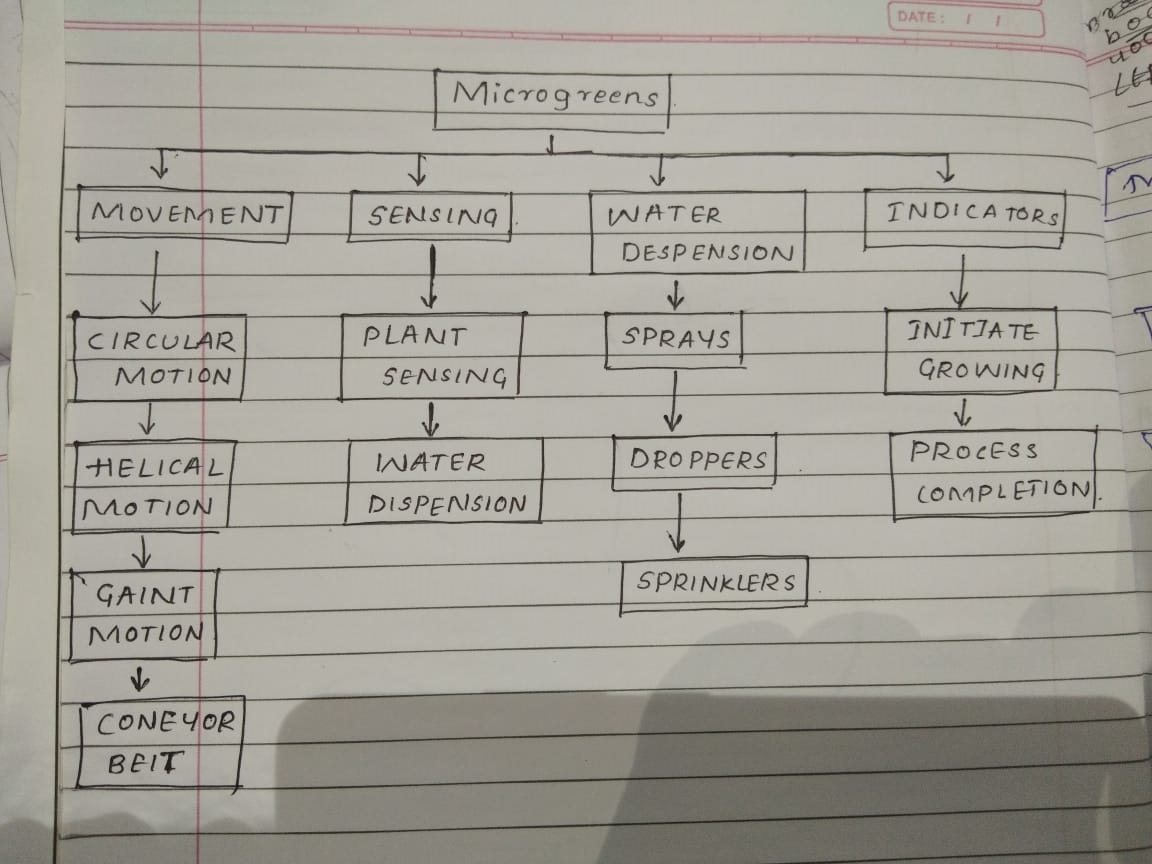 DATE: / /
Microgreens
MOVEMENT
SENSING
WATER
DESPENSION
INDICATORS
CIRCULAR
MOTION
PLANT
SENSING
SPRAYS
INITIATE
GROWING
HELICAL
MOTION
WATER
DISPENSION
DROPPERS
PROCESS
COMPLETION
GAINT
MOTION
SPRINKLERS
CONEYOR
BEIT